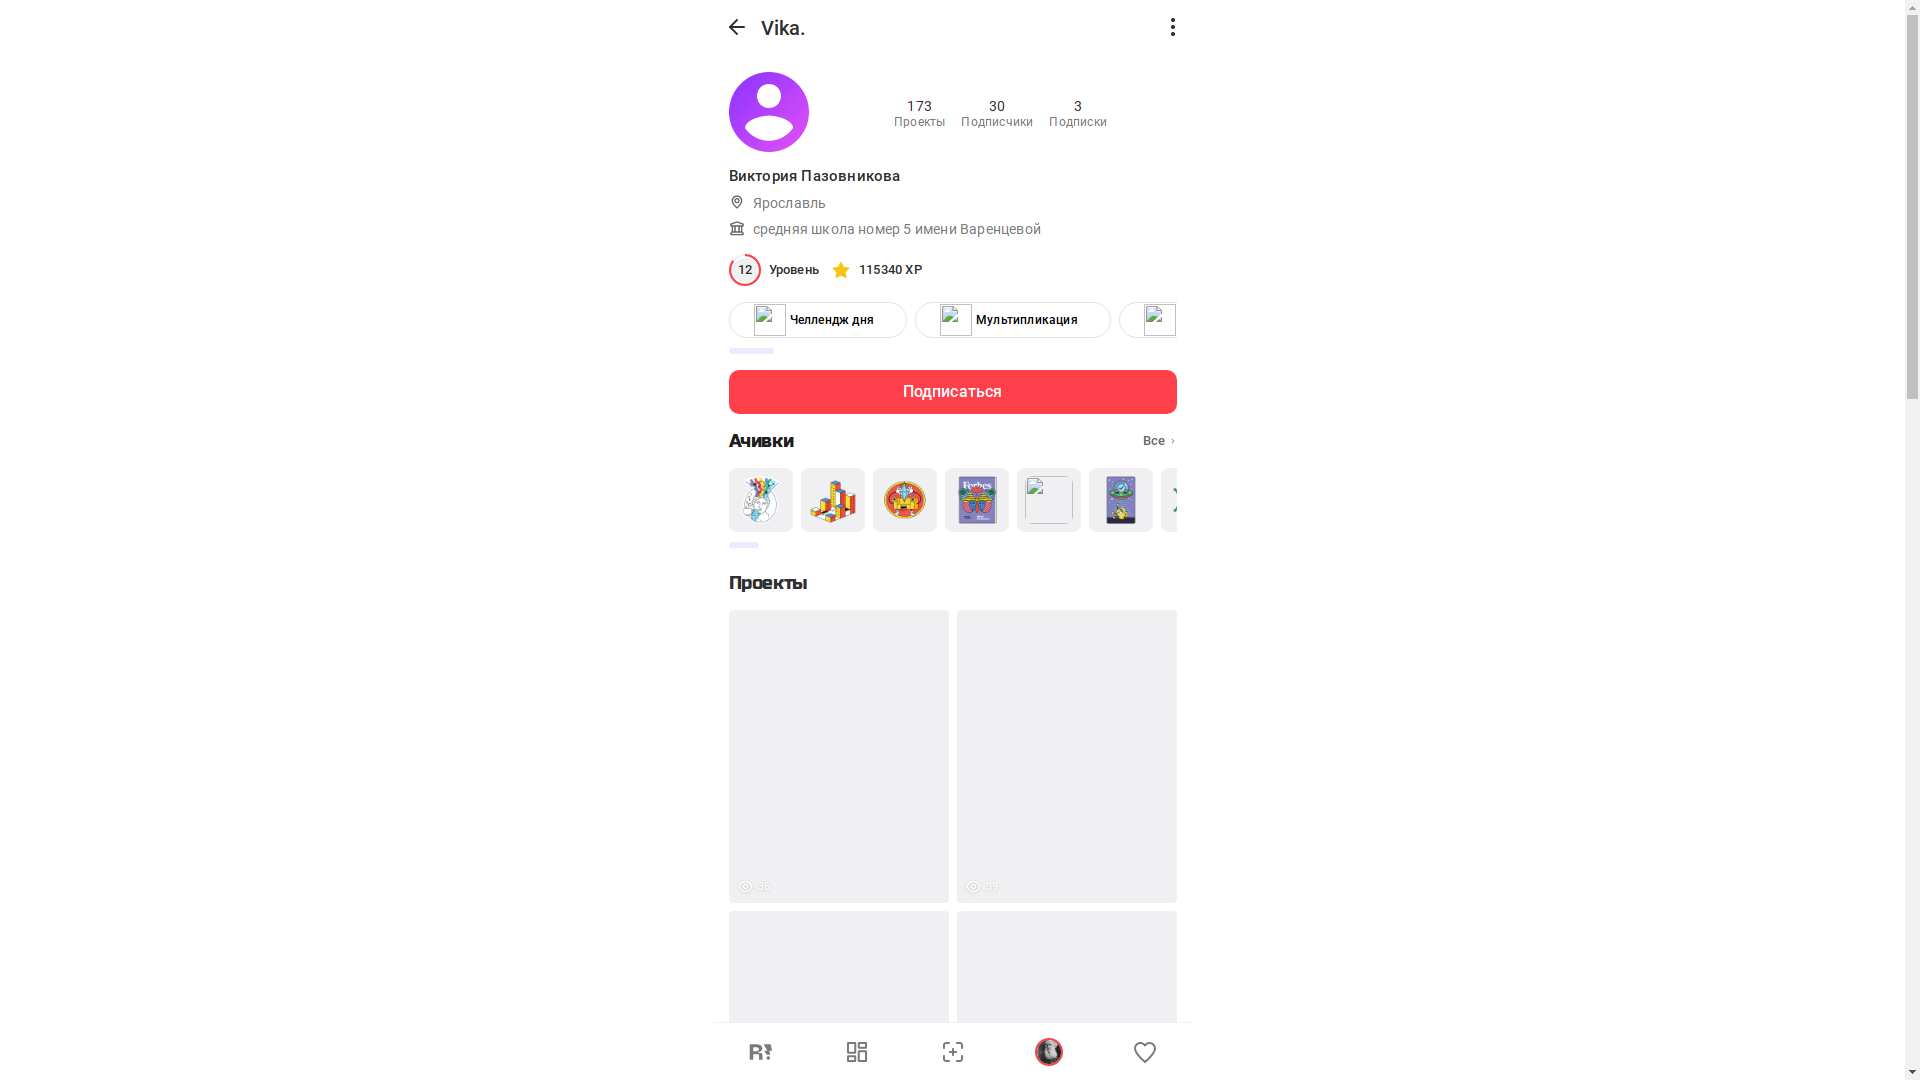 Vika.
173
Проекты
30
Подписчики
3
Подписки
Виктория Пазовникова
Ярославль
средняя школа номер 5 имени Варенцевой
12 Уровень 115340 XP
Челлендж дня
Мультипликация
Подписаться
Ачивки
Все
Forbes
Проекты
36
39
R!